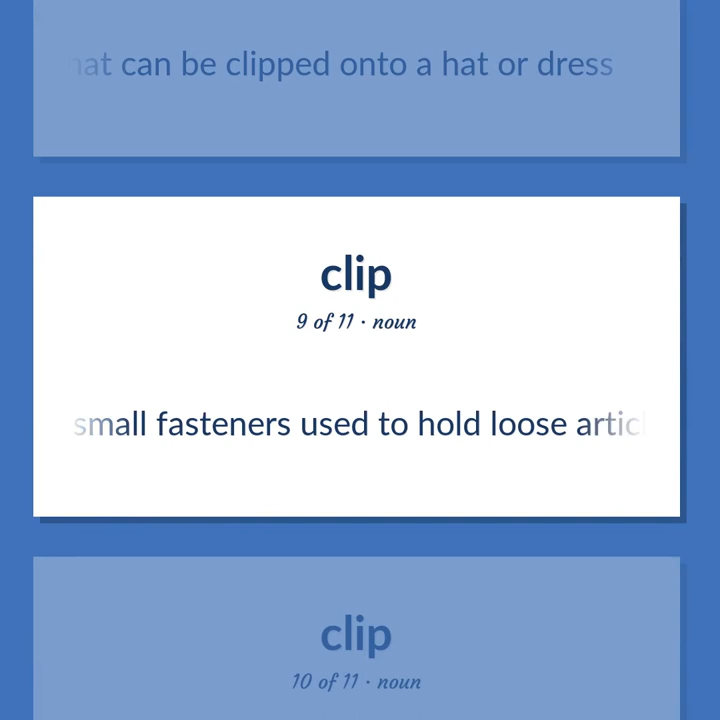 can be clipped onto a hat or dress
clip
9 of 11 · noun
small fasteners used to hold loose
clip
10 of 11 · noun